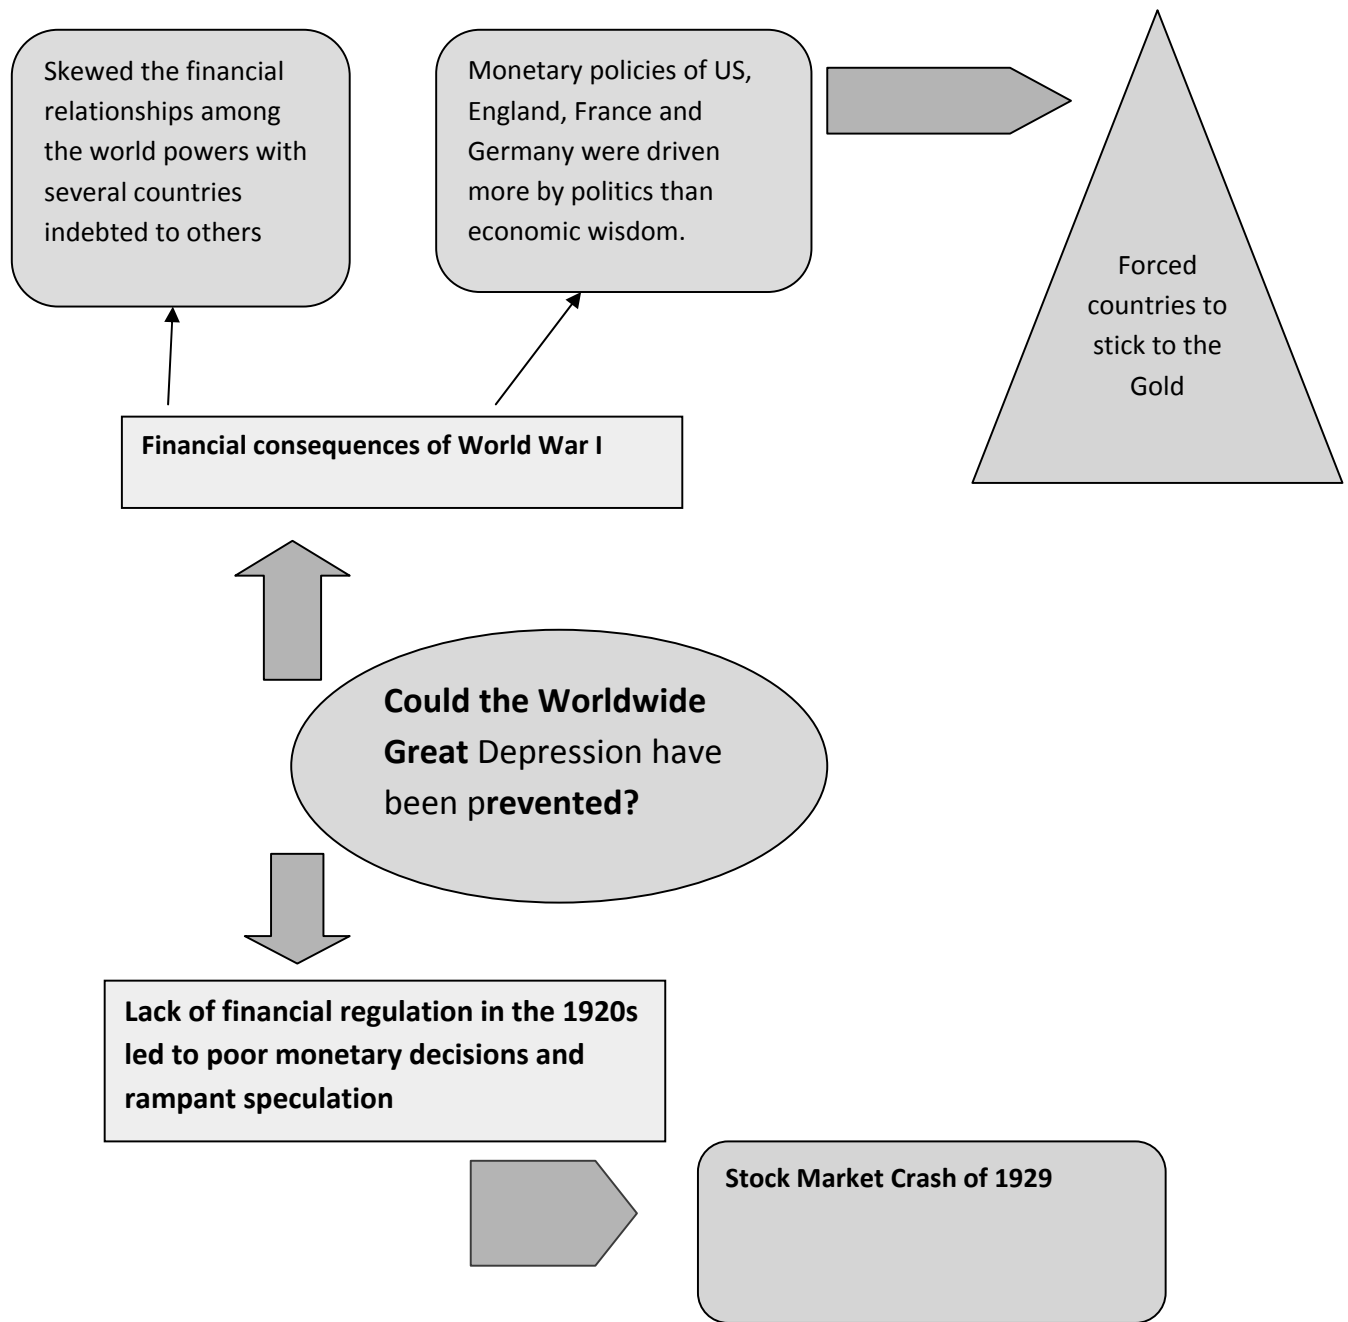 Skewed the financial
relationships among
the world powers with
several countries
indebted to others
Monetary policies of US,
England, France and
Germany were driven
more by politics than
economic wisdom.
Forced
countries to
stick to the
Gold
Financial consequences of World War I
Could the Worldwide
Great Depression have
been prevented?
Lack of financial regulation in the 1920s
led to poor monetary decisions and
rampant speculation
Stock Market Crash of 1929